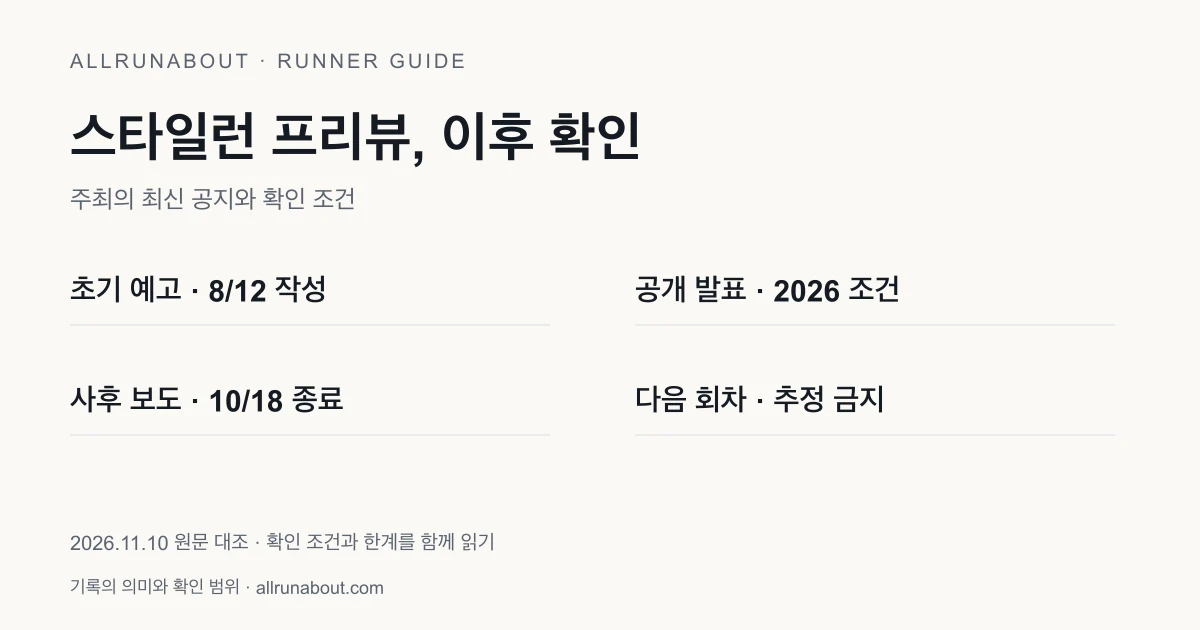 ALLRUNABOUT · RUNNER GUIDE
스타일런 프리뷰, 이후 확인
주최의 최신 공지와 확인 조건
초기 예고 · 8/12 작성
공개 발표 · 2026 조건
사후 보도 · 10/18 종료
다음 회차 · 추정 금지
2026.11.10 원문 대조 · 확인 조건과 한계를 함께 읽기
기록의 의미와 확인 범위 · allrunabout.com